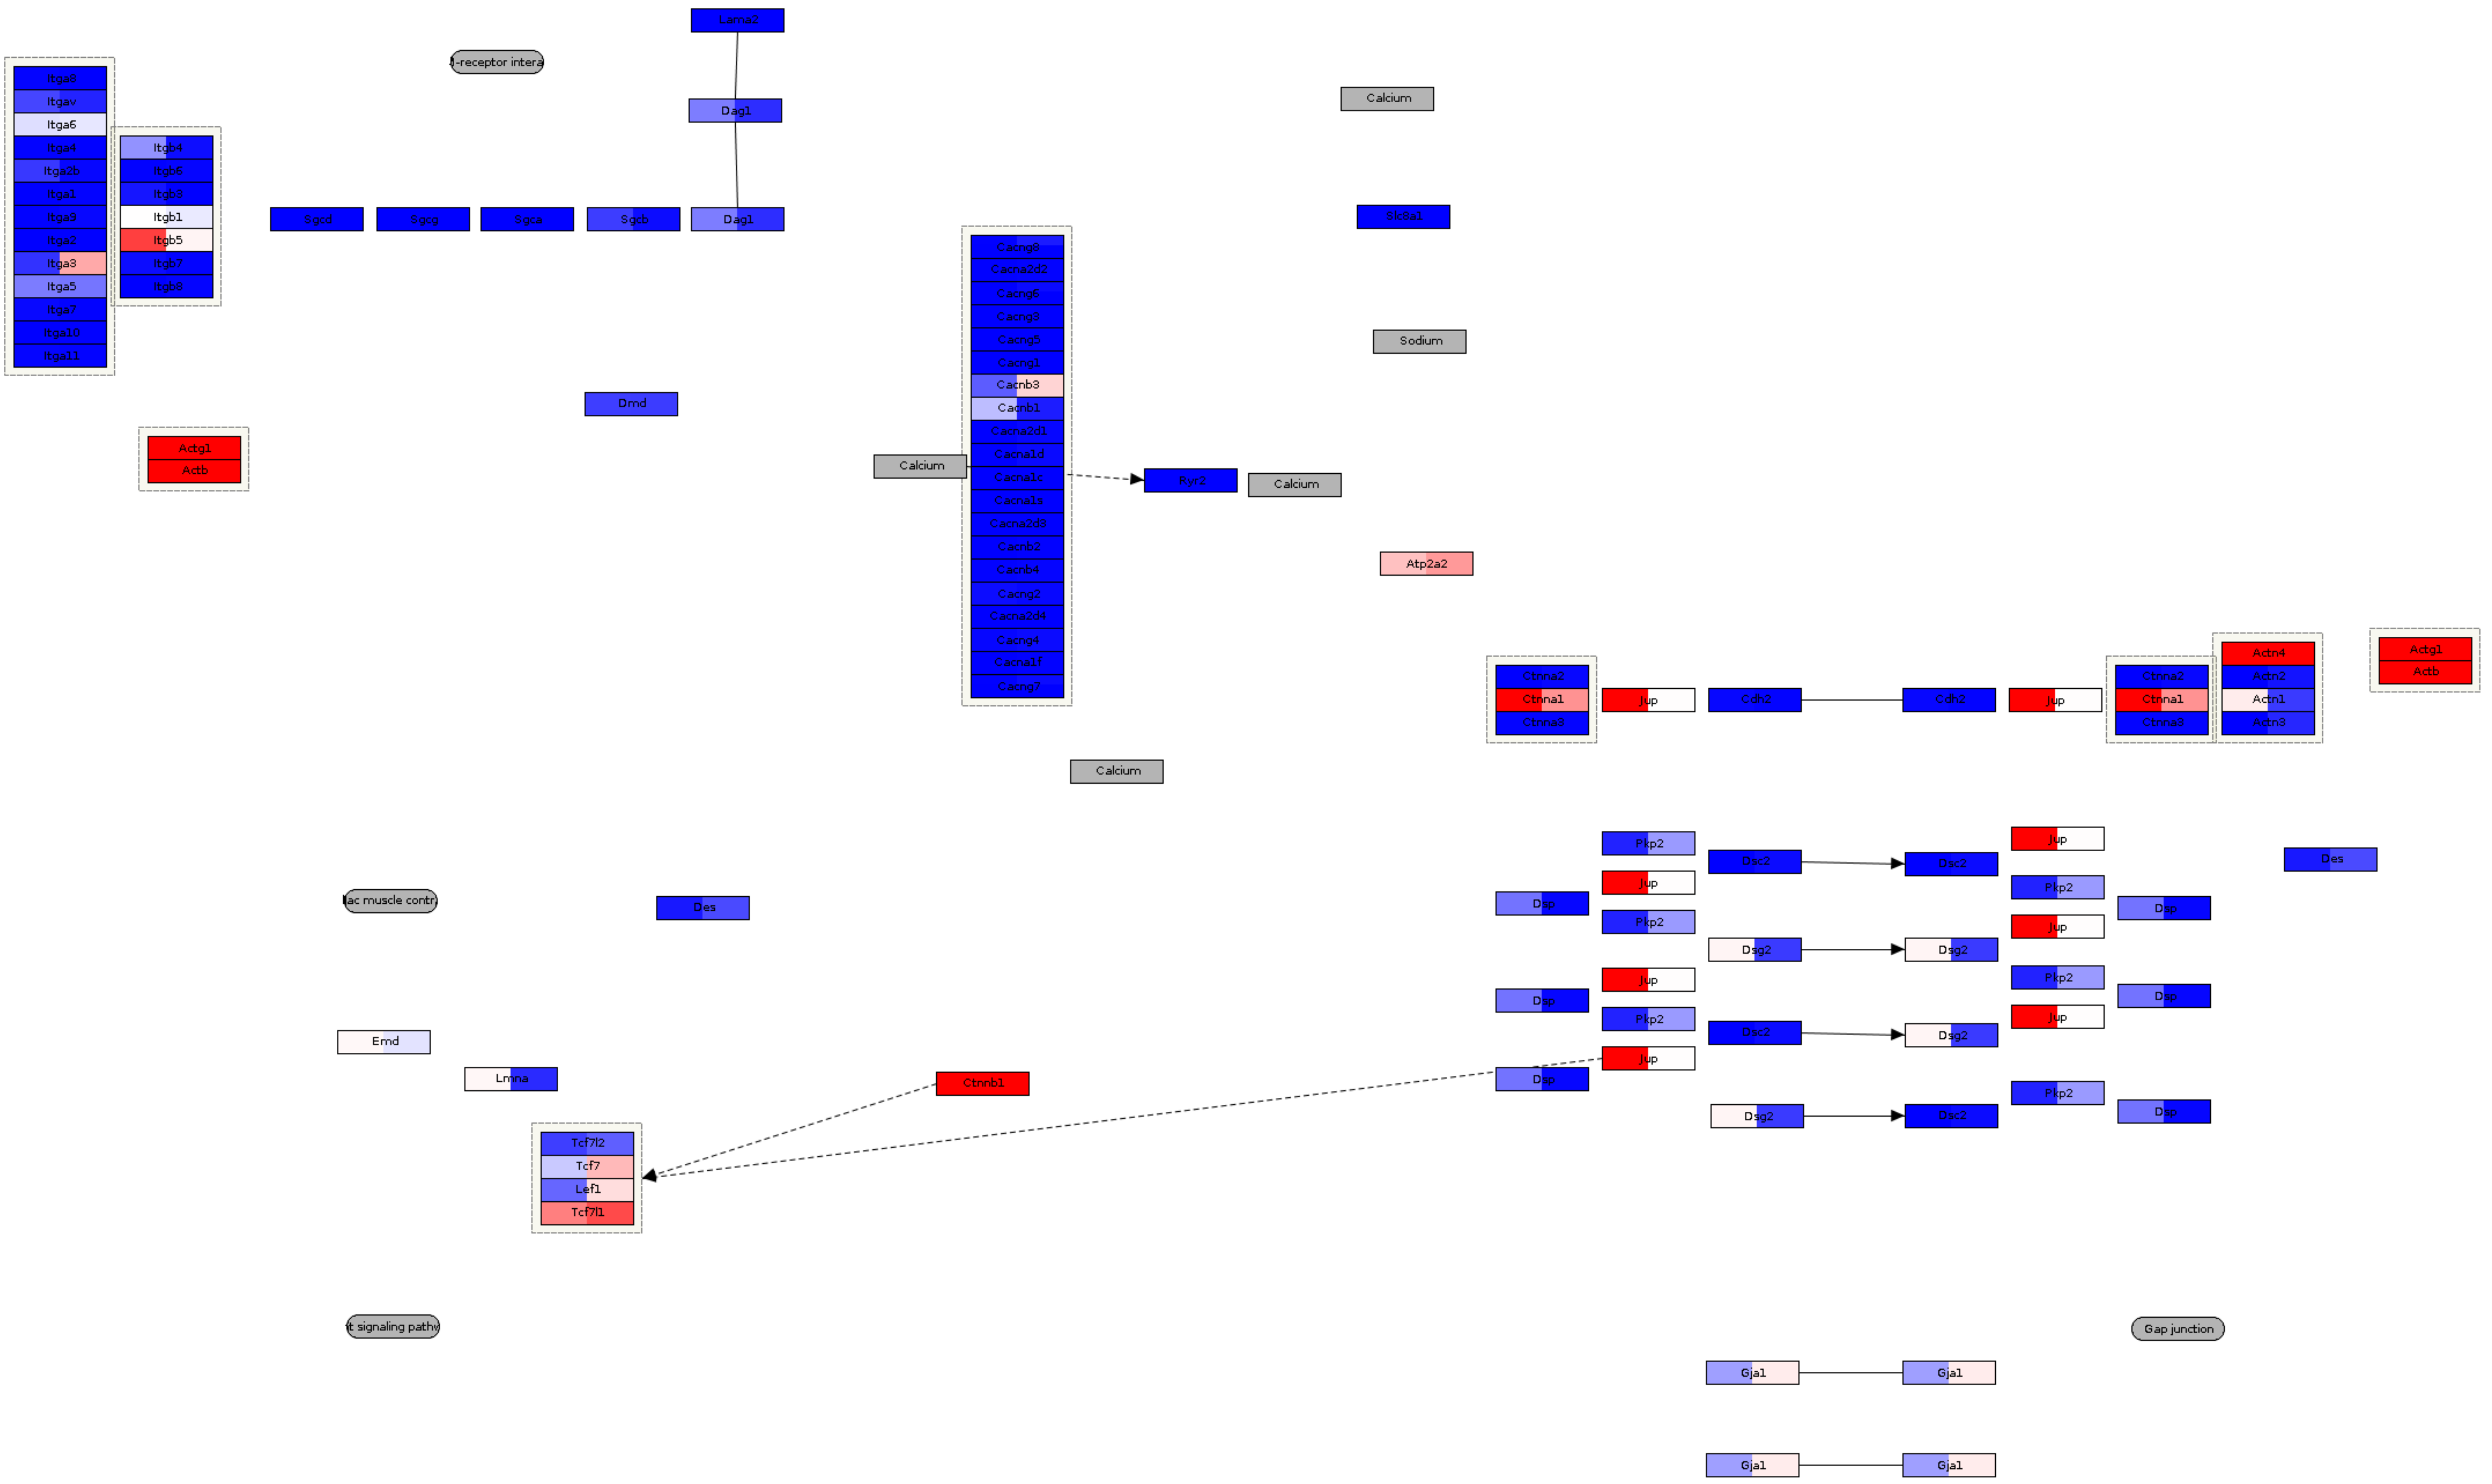 Lama2
-receptor intera
Itga8
Itgav
Itga6
Itga4
Itga2b
Itga1
Itga9
Itga2
Itga3
Itga5
Itga7
Itga10
Itga11
Itgb4
Itgb6
Itgb3
Itgb1
Itgb5
Itgb7
Itgb8
Dag1
Sgcd
Sgcg
Sgca
Sgcb
Dag1
Calcium
Slc8a1
Sodium
Cacng8
Cacna2d2
Cacng6
Cacng3
Cacng5
Cacng1
Cacnb3
Cacnb1
Cacna2d1
Cacna1d
Cacna1c
Cacna1s
Cacna2d3
Cacnb2
Cacnb4
Cacng2
Cacna2d4
Cacng4
Cacna1f
Cacng7
Dmd
Actg1
Actb
Calcium
Ryr2
Calcium
Atp2a2
Ctnna2
Ctnna1
Ctnna3
Jup
Cdh2
Cdh2
Jup
Ctnna2
Ctnna1
Ctnna3
Actn4
Actn2
Actn1
Actn3
Actg1
Actb
Calcium
ac muscle contr
Des
Pkp2
Jup
Pkp2
Dsp
Dsc2
Dsc2
Jup
Pkp2
Dsp
Des
Jup
Dsg2
Dsg2
Jup
Pkp2
Dsp
Pkp2
Dsp
Jup
Dsc2
Dsg2
Jup
Dsp
Dsg2
Dsc2
Pkp2
Dsp
Emd
Lmna
Ctnnb1
Tcf7l2
Tcf7
Lef1
Tcf7l1
t signaling path
Gap junction
Gja1
Gja1
Gja1
Gja1